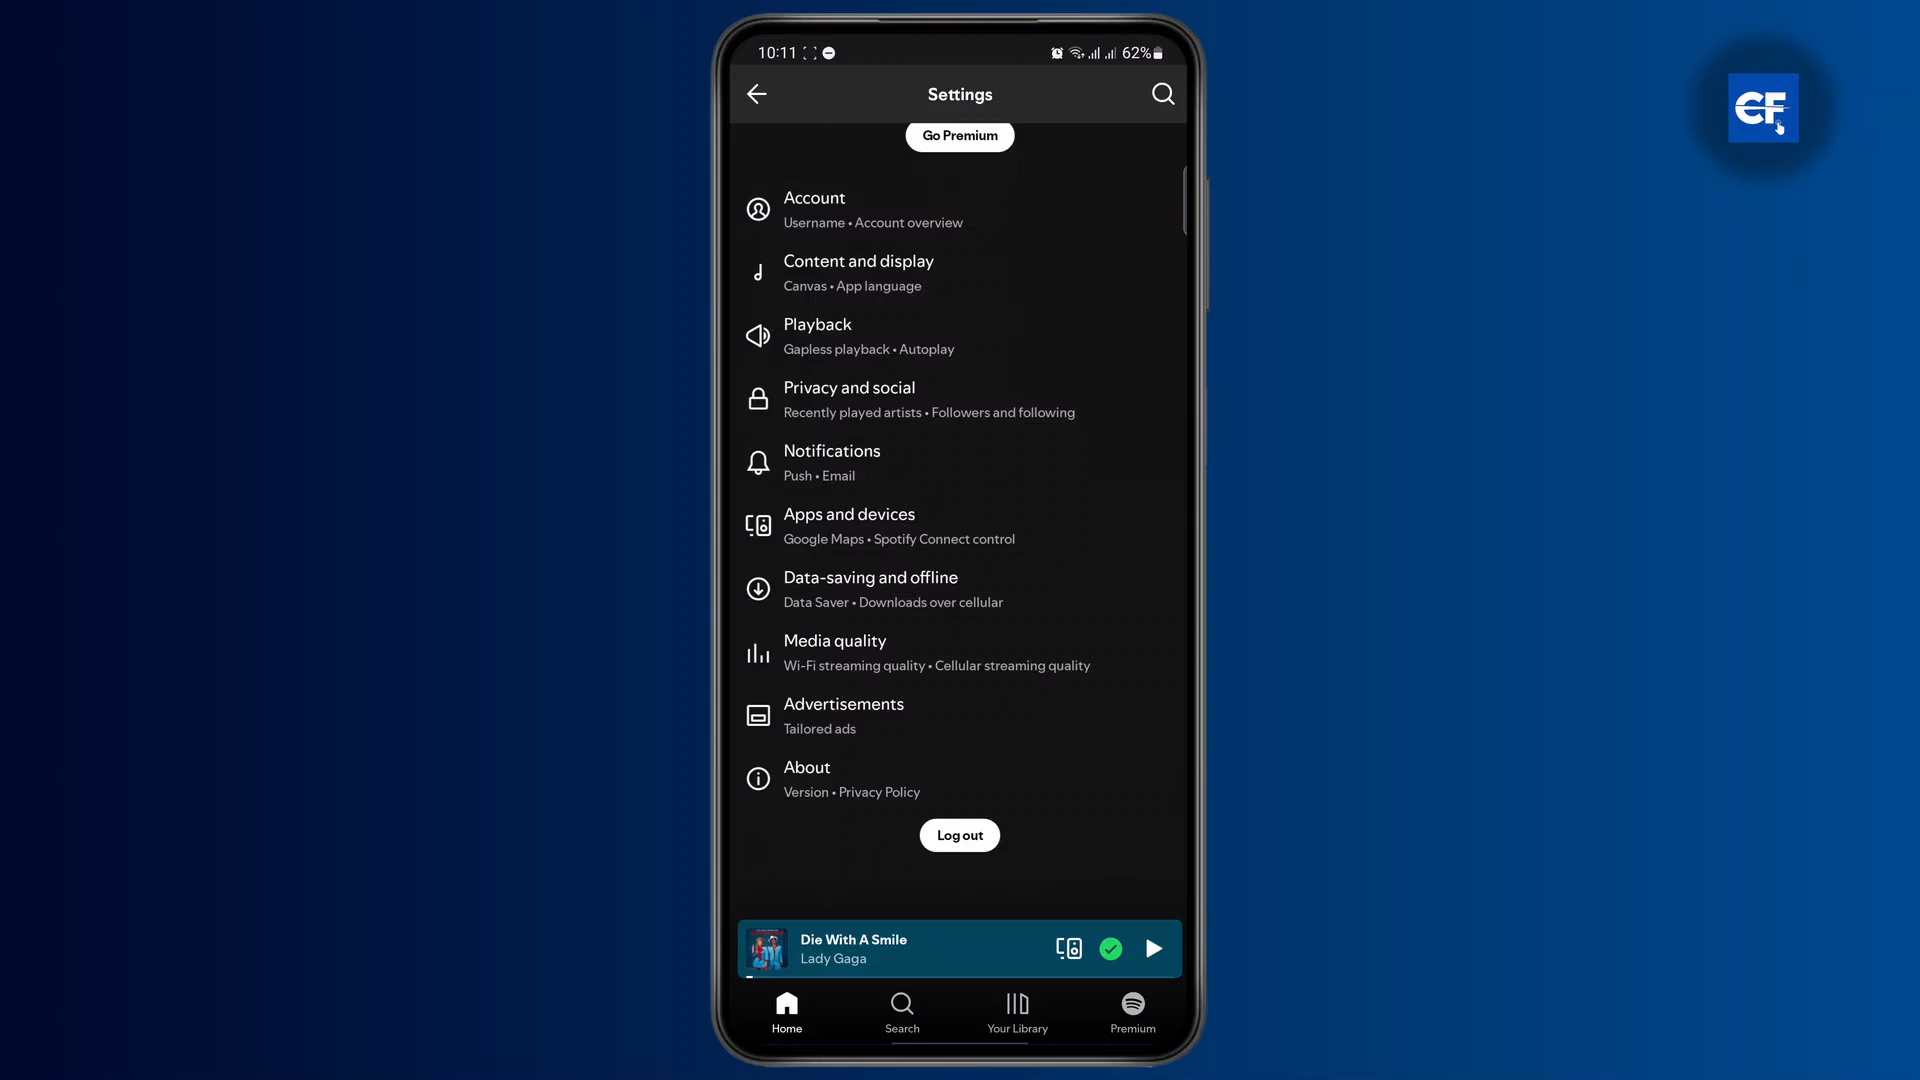 10:11
62%
Settings
Go Premium
CF
Account
Username • Account overview
Content and display
Canvas • App language
Playback
Gapless playback • Autoplay
Privacy and social
Recently played artists • Followers and following
Notifications
Push • Email
Apps and devices
Google Maps • Spotify Connect control
Data-saving and offline
Data Saver • Downloads over cellular
Media quality
Wi-Fi streaming quality • Cellular streaming quality
Advertisements
Tailored ads
About
Version • Privacy Policy
Log out
Die With A Smile
Lady Gaga
Home
Search
Your Library
Premium